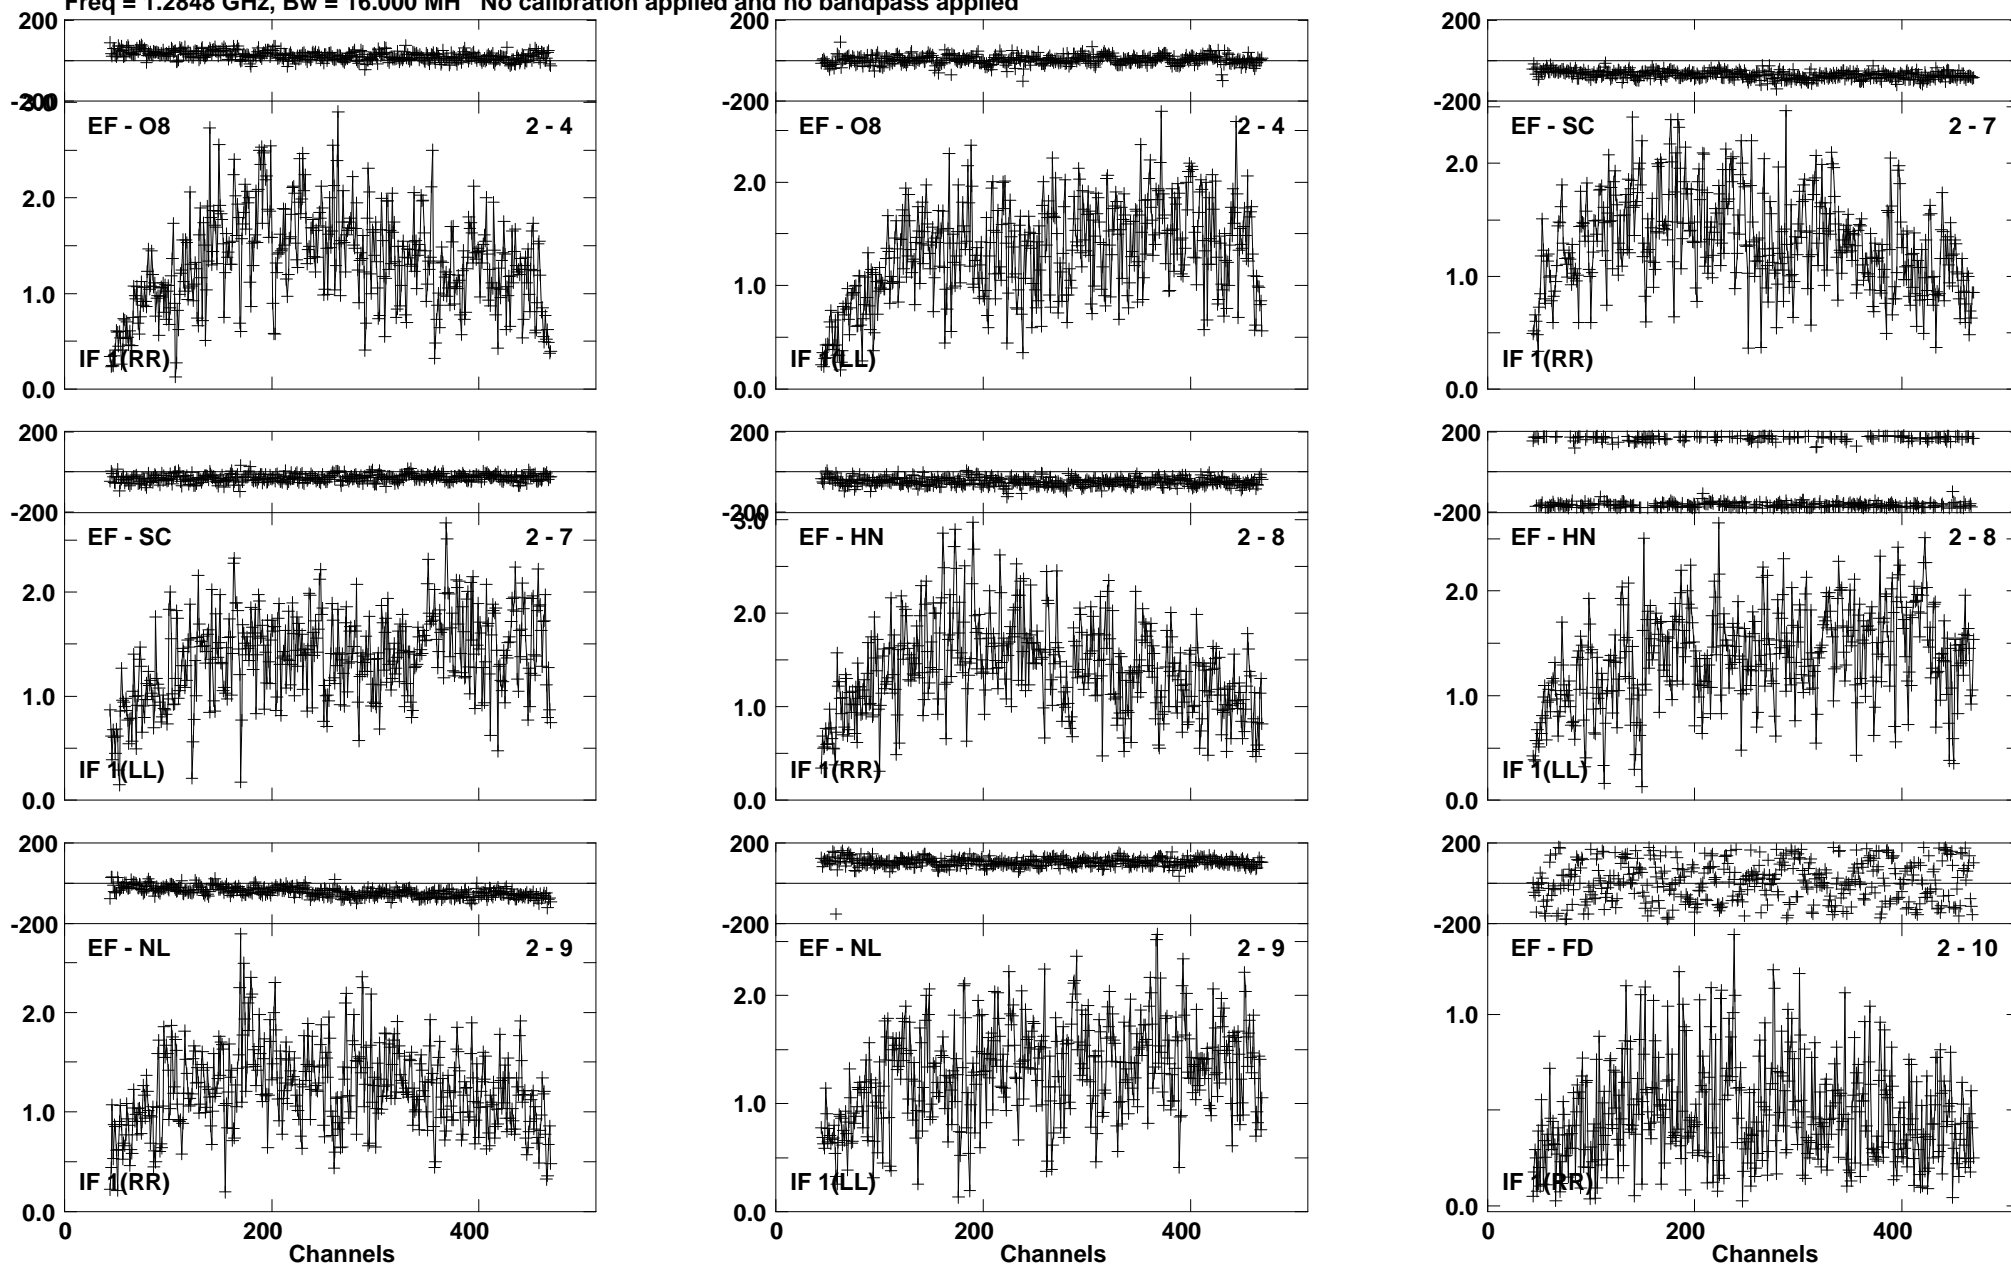 Freq = 1.2848 GHz, Bw = 16.000 MH No calibration applied and no bandpass applied
200 200 200
-200 -200 -200
3.0
EF - O8 2 - 4 EF - O8 2 - 4 EF - SC 2 - 7
2.0 2.0 2.0
1.0 1.0 1.0
IF 1(RR) IF 1(LL) IF 1(RR)
0.0 0.0 0.0
200 200 200
-200 -200 -200
3.0
EF - SC 2 - 7 EF - HN 2 - 8 EF - HN 2 - 8
2.0 2.0 2.0
1.0 1.0 1.0
IF 1(LL) IF 1(RR) IF 1(LL)
0.0 0.0 0.0
200 200 200
-200 -200 -200
EF - NL 2 - 9 EF - NL 2 - 9 EF - FD 2 - 10
2.0 2.0 1.0
1.0 1.0
IF 1(RR) IF 1(LL) IF 1(RR)
0.0 0.0 0.0
0 200 400 0 200 400 0 200 400
Channels Channels Channels